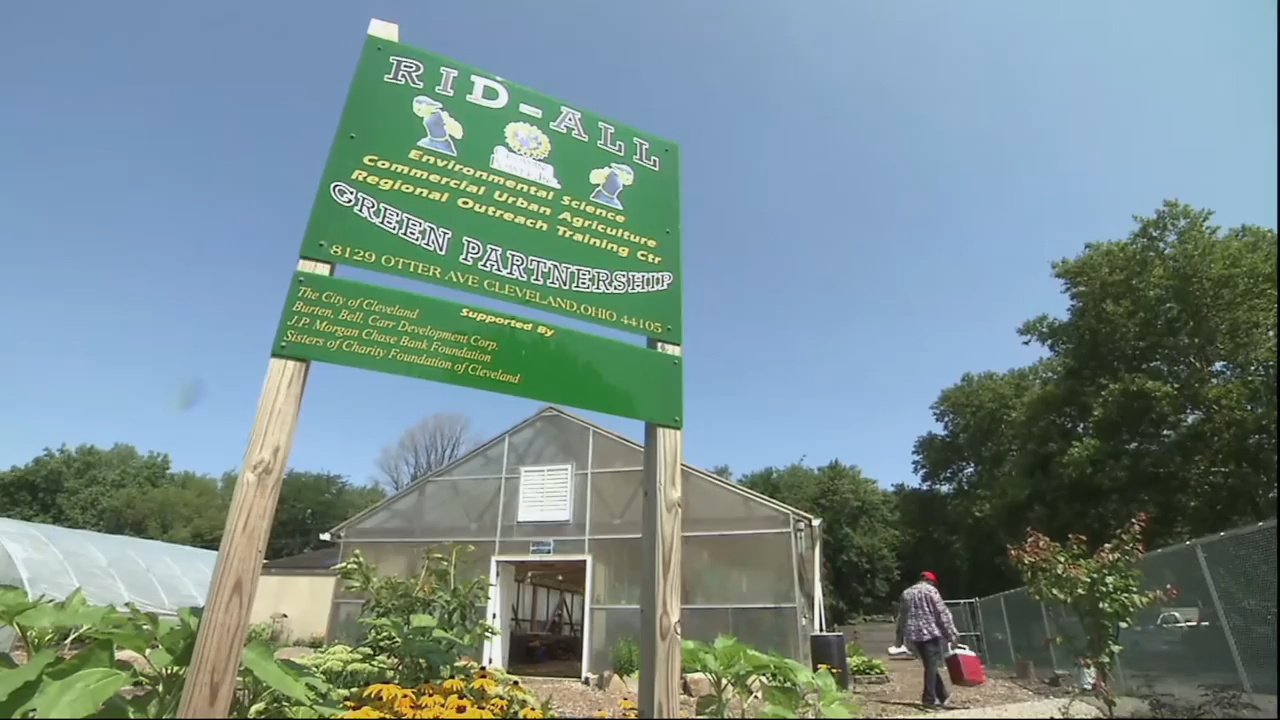 RID-ALL
Environmental Science
Commercial Urban Agriculture
Regional Outreach Training Ctr
GREEN PARTNERSHIP
8129 OTTER AVE CLEVELAND,OHIO 44105
Supported By
The City of Cleveland
Burten, Bell. Carr Development Corp.
J.P. Morgan Chase Bank Foundation
Sisters of Charity Foundation of Cleveland